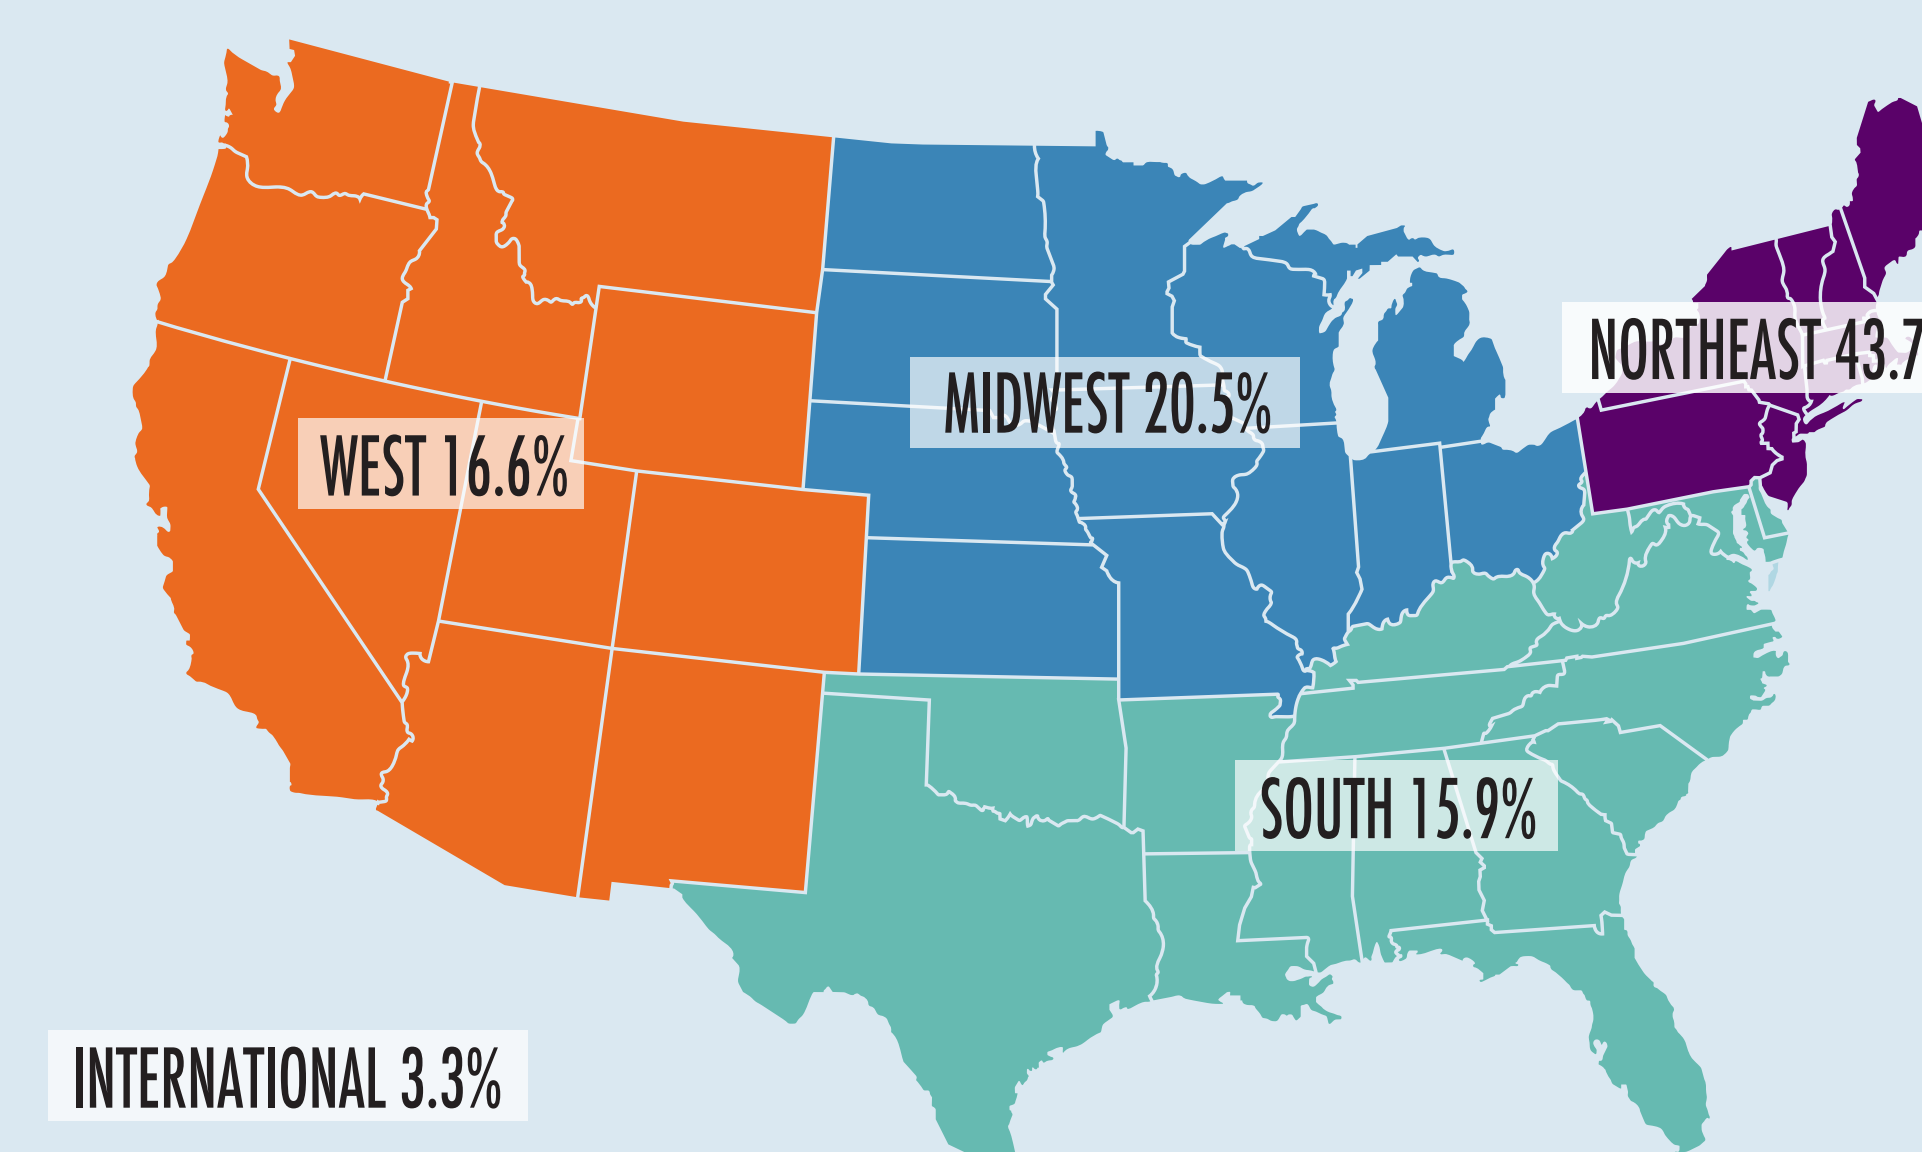 NORTHEAST 43.7
MIDWEST 20.5%
WEST 16.6%
SOUTH 15.9%
INTERNATIONAL 3.3%